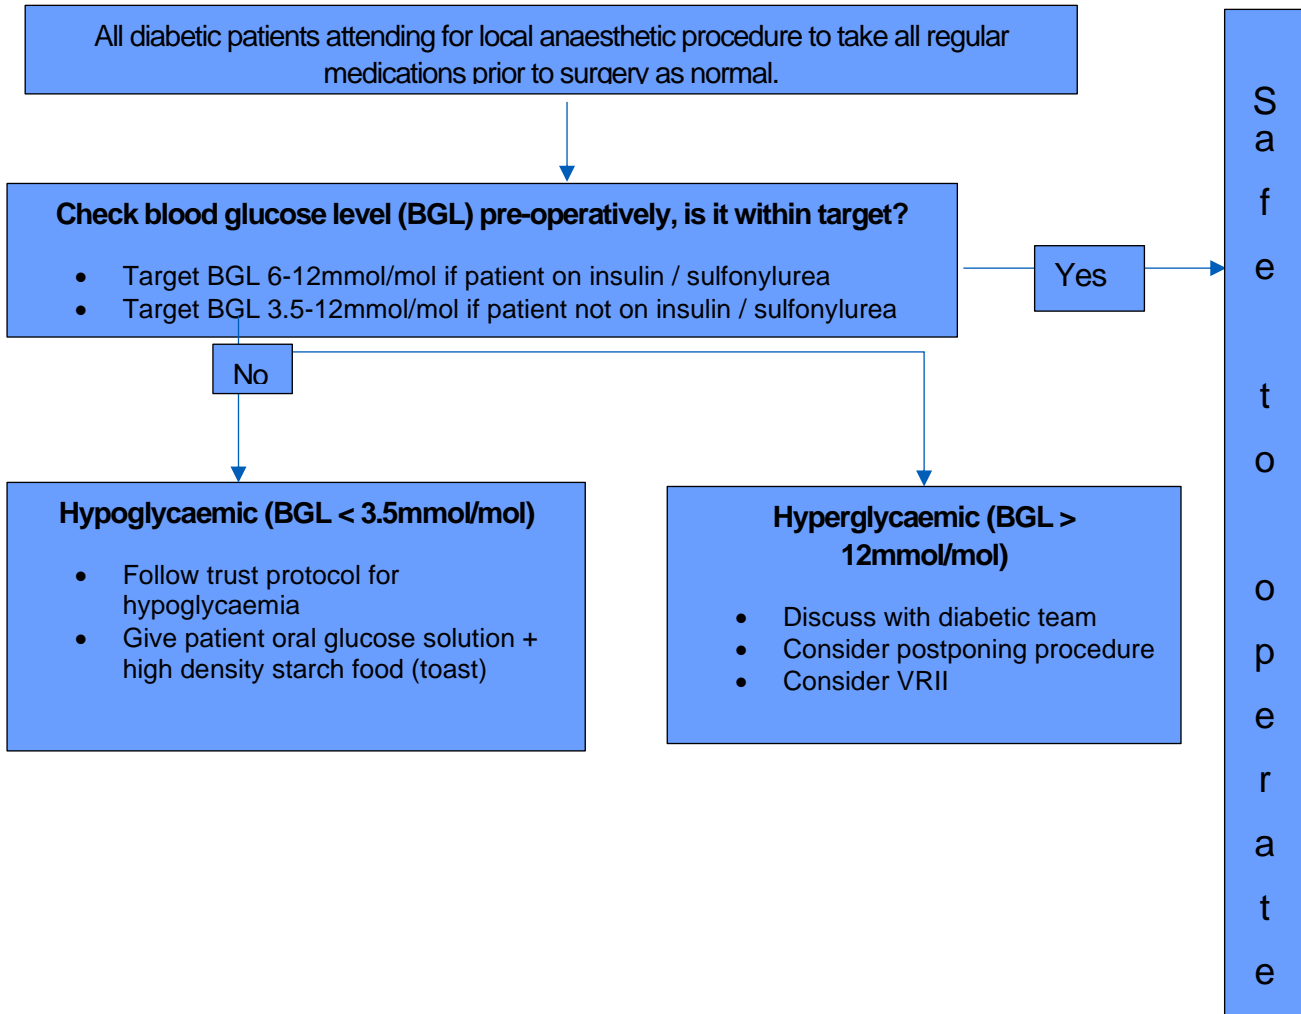 All diabetic patients attending for local anaesthetic procedure to take all regular
medications prior to surgery as normal.
Check blood glucose level (BGL) pre-operatively, is it within target?
• Target BGL 6-12mmol/mol if patient on insulin / sulfonylurea
• Target BGL 3.5-12mmol/mol if patient not on insulin / sulfonylurea
Yes
No
Hypoglycaemic (BGL < 3.5mmol/mol)
• Follow trust protocol for
hypoglycaemia
• Give patient oral glucose solution +
high density starch food (toast)
Hyperglycaemic (BGL >
12mmol/mol)
• Discuss with diabetic team
• Consider postponing procedure
• Consider VRII
Safe to operate